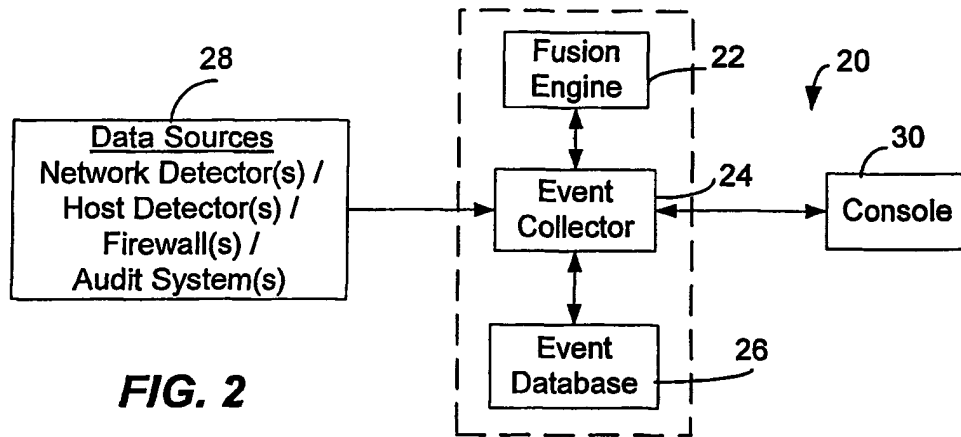 28
Data Sources
Network Detector(s) /
Host Detector(s) /
Firewall(s) /
Audit System(s)
Fusion
Engine
22
20
Event
Collector
24
30
Console
Event
Database
26
FIG. 2